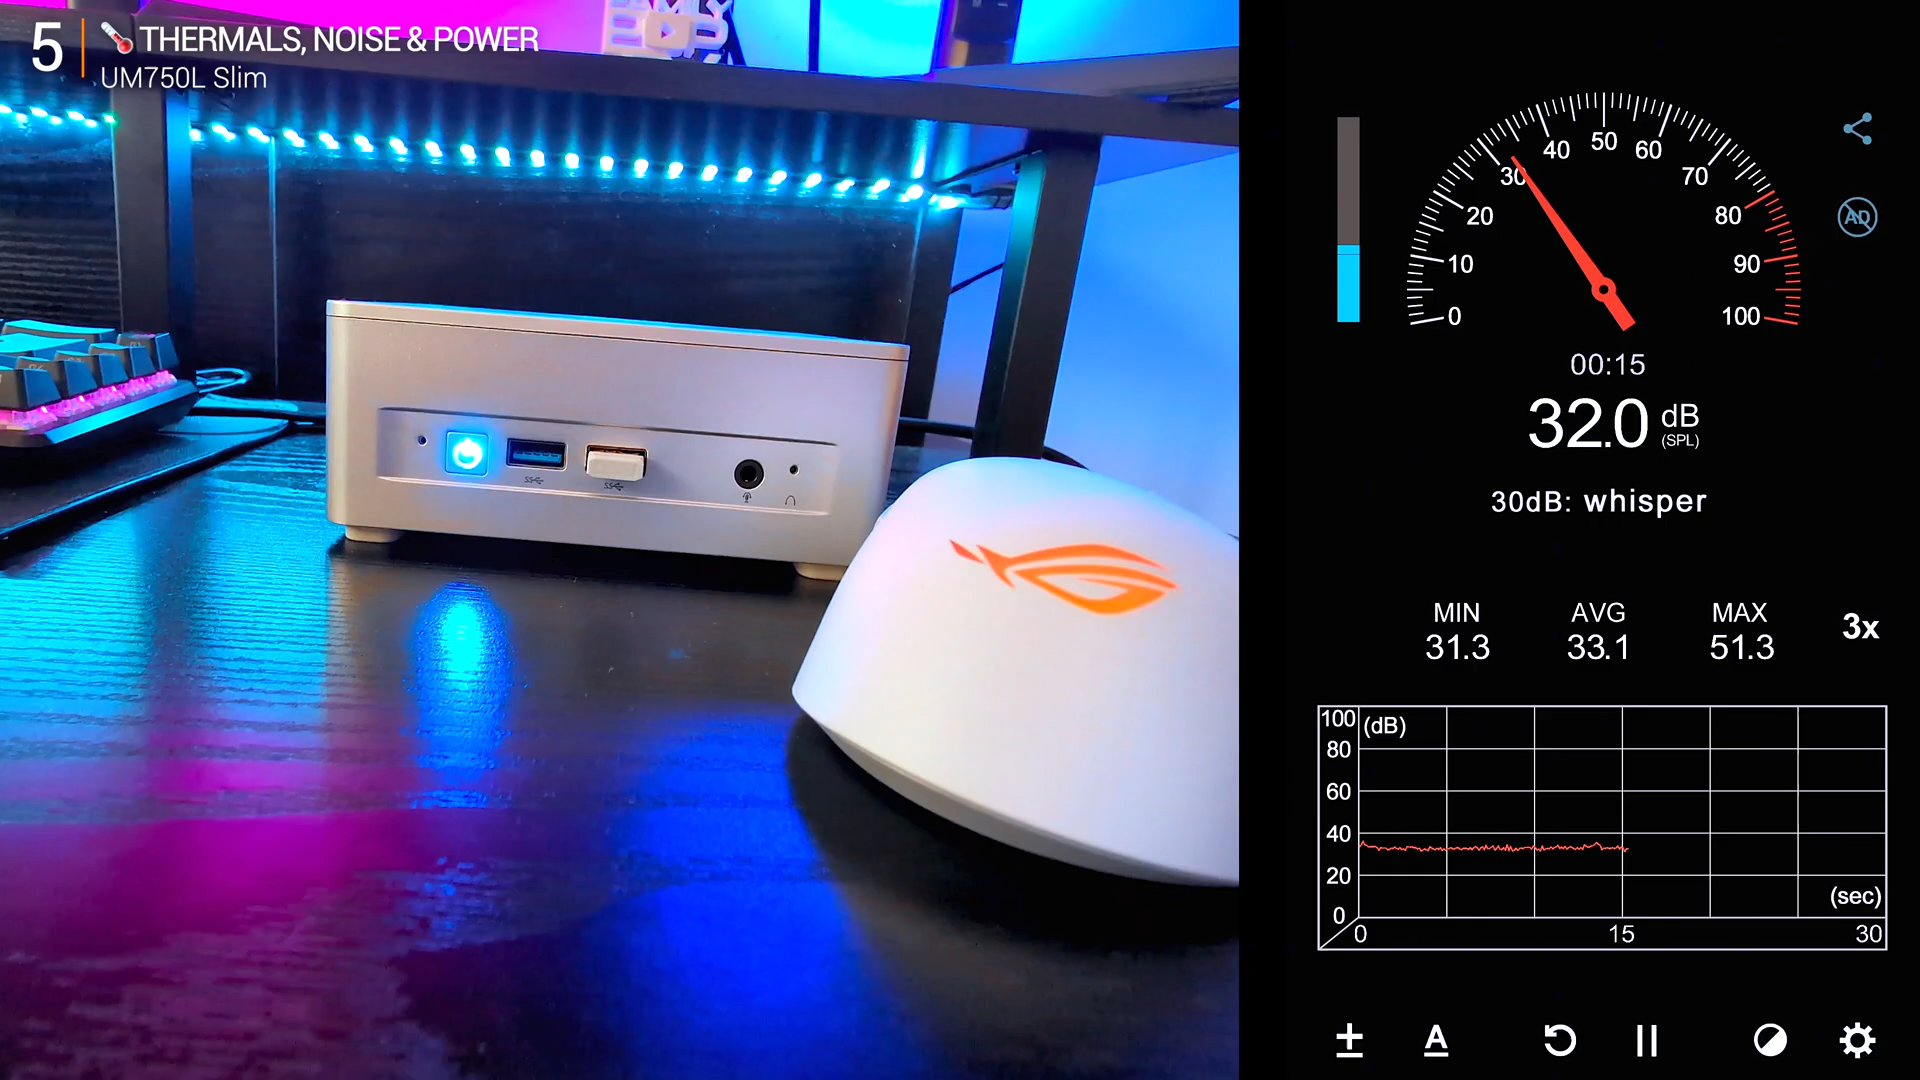 5
THERMALS, NOISE & POWER
UM750L Slim
0
10
20
30
40
50
60
70
80
90
100
AD
00:15
32.0 dB
(SPL)
30dB: whisper
MIN AVG MAX
31.3 33.1 51.3
3x
100 (dB)
80
60
40
20
0
(sec)
0 15 30
± A